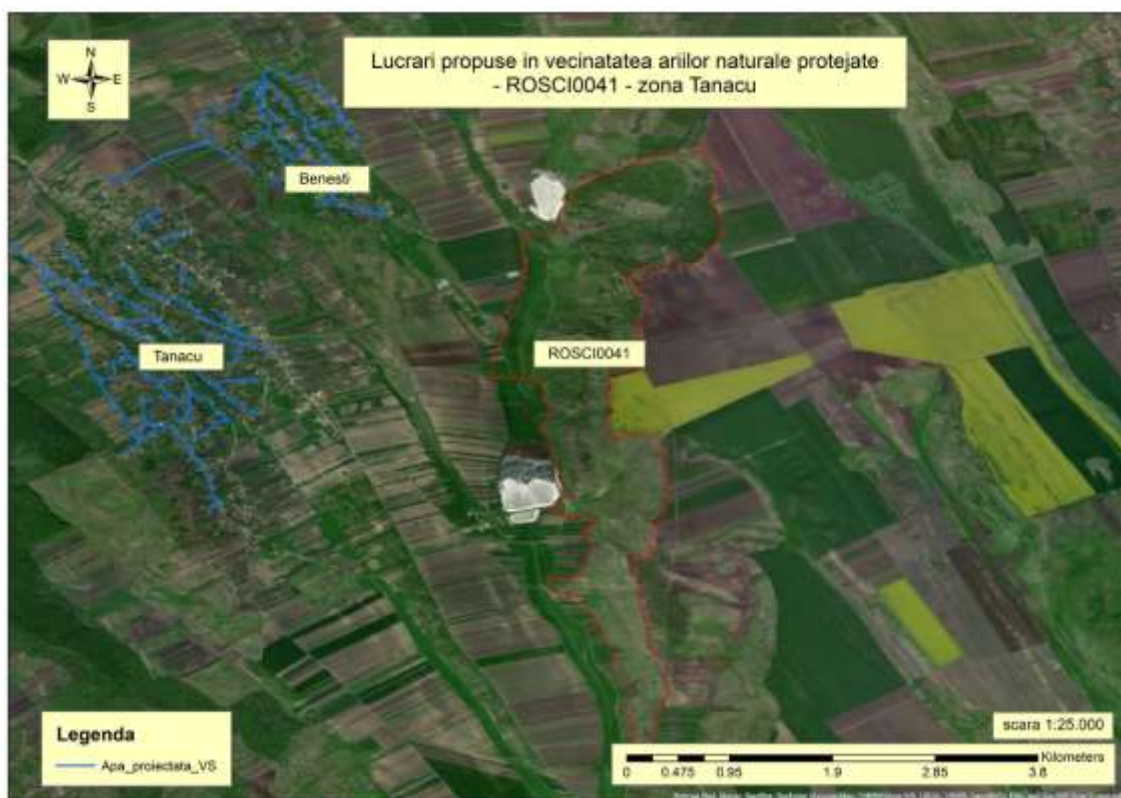 N
W E
S
Lucrari propuse in vecinatatea ariilor naturale protejate
- ROSCI0041 - zona Tanacu
Benesti
Tanacu
ROSCI0041
Legenda
Apa_proiectata_VS
scara 1:25.000
Kilometers
0 0.475 0.95 1.9 2.85 3.8